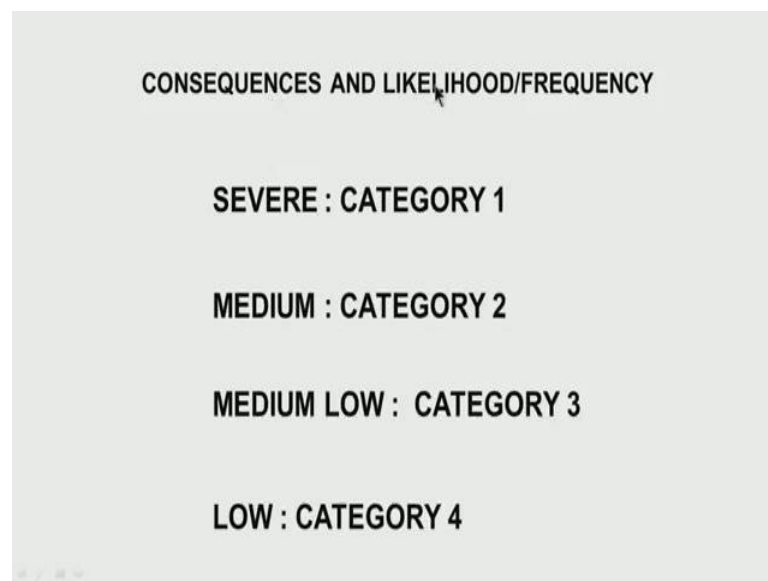 CONSEQUENCES AND LIKELIHOOD/FREQUENCY
SEVERE : CATEGORY 1
MEDIUM : CATEGORY 2
MEDIUM LOW : CATEGORY 3
LOW : CATEGORY 4